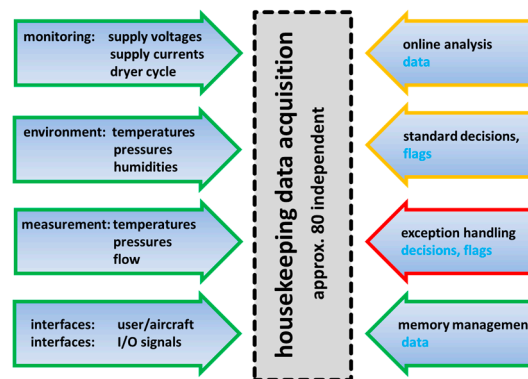 monitoring: supply voltages
supply currents
dryer cycle
environment: temperatures
pressures
humidities
measurement: temperatures
pressures
flow
interfaces: user/aircraft
interfaces: I/O signals
housekeeping data acquisition
approx. 80 independent
online analysis
data
standard decisions,
flags
exception handling
decisions, flags
memory management
data